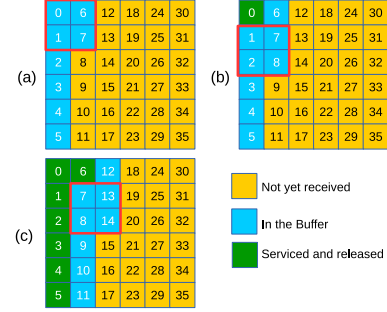 0 6 12 18 24 30
1 7 13 19 25 31
(a) 2 8 14 20 26 32
3 9 15 21 27 33
4 10 16 22 28 34
5 11 17 23 29 35
0 6 12 18 24 30
1 7 13 19 25 31
(b) 2 8 14 20 26 32
3 9 15 21 27 33
4 10 16 22 28 34
5 11 17 23 29 35
0 6 12 18 24 30
1 7 13 19 25 31
2 8 14 20 26 32
(c) 3 9 15 21 27 33
4 10 16 22 28 34
5 11 17 23 29 35
Not yet received
In the Buffer
Serviced and released